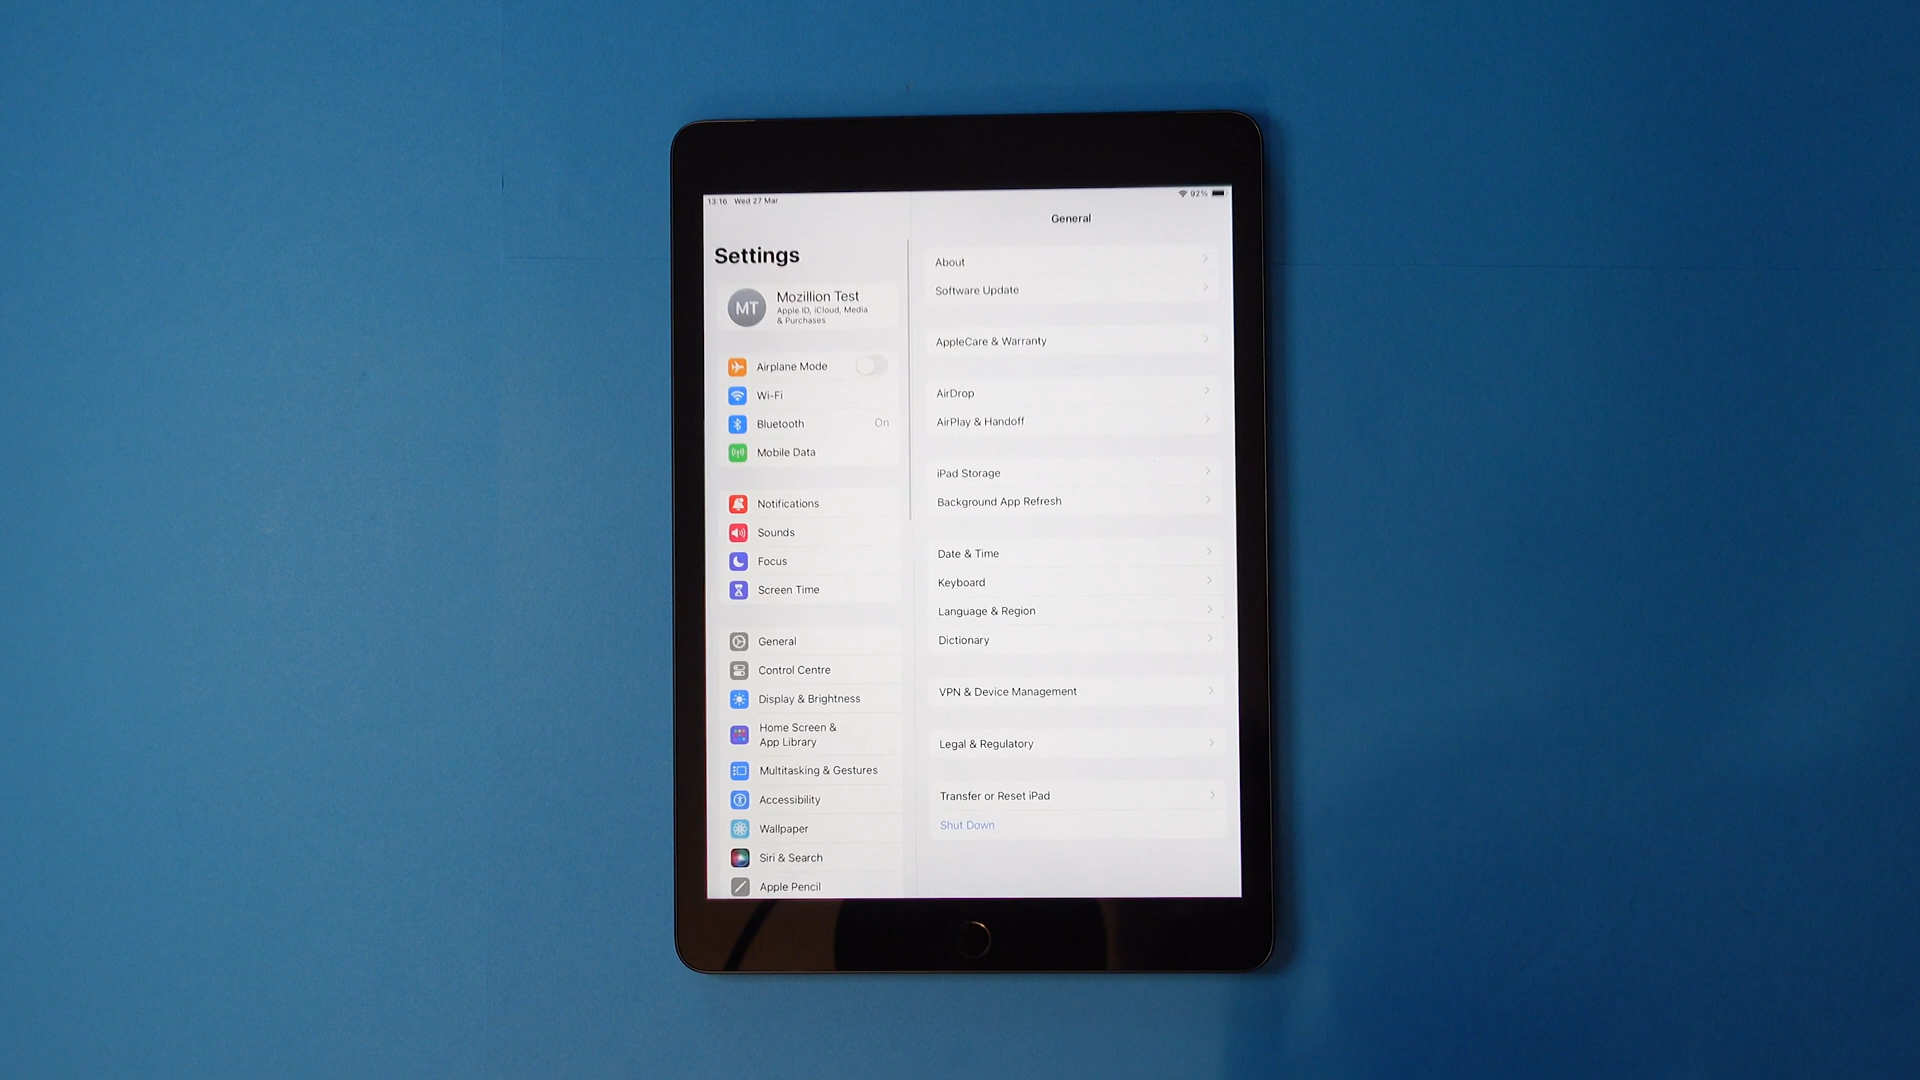 13:16 Wed 27 Mar
92%
Settings
MT
Mozillion Test
Apple ID, iCloud, Media
& Purchases
Airplane Mode
Wi-Fi
Bluetooth On
Mobile Data
Notifications
Sounds
Focus
Screen Time
General
Control Centre
Display & Brightness
Home Screen &
App Library
Multitasking & Gestures
Accessibility
Wallpaper
Siri & Search
Apple Pencil
General
About
Software Update
AppleCare & Warranty
AirDrop
AirPlay & Handoff
iPad Storage
Background App Refresh
Date & Time
Keyboard
Language & Region
Dictionary
VPN & Device Management
Legal & Regulatory
Transfer or Reset iPad
Shut Down